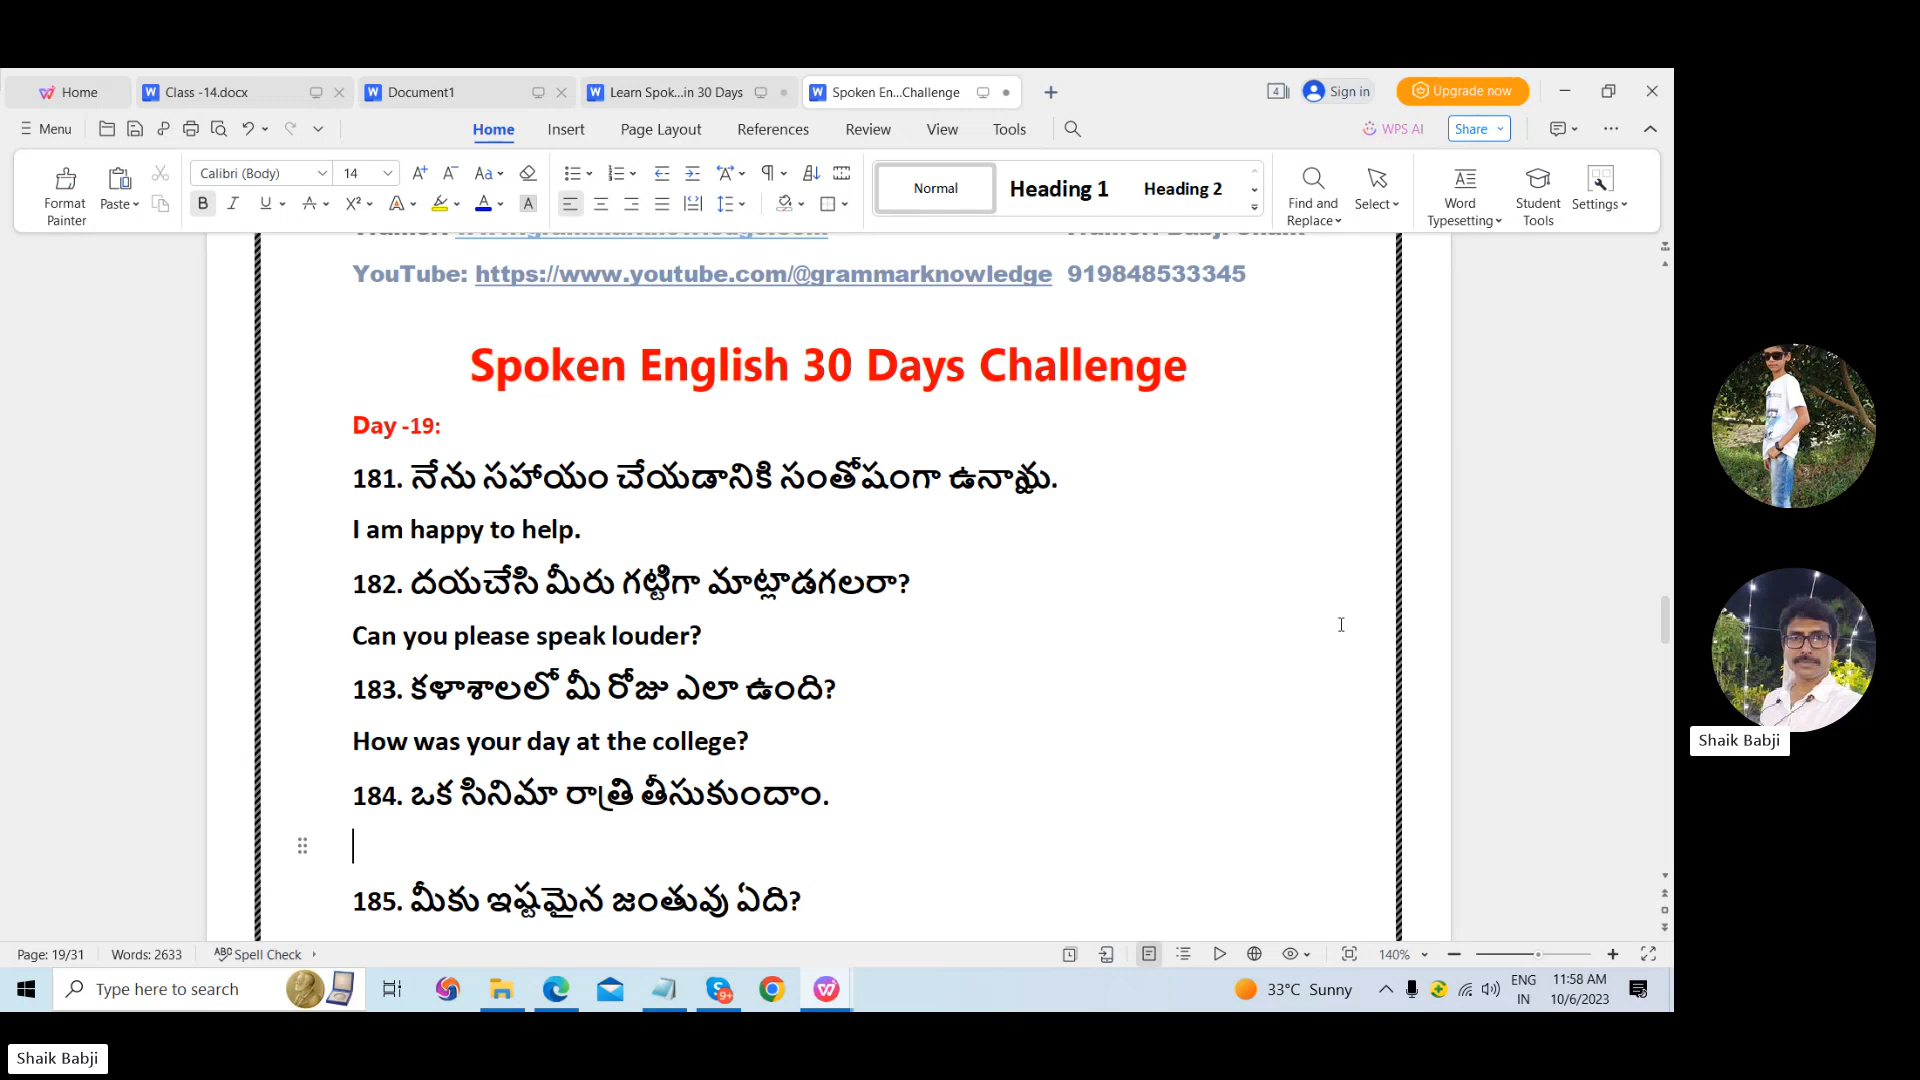 Home
Class -14.docx
Document1
Learn Spok...in 30 Days
Spoken En...Challenge
Sign in
Upgrade now
Menu
Home
Insert
Page Layout
References
Review
View
Tools
WPS AI
Share
Format Painter
Paste
Calibri (Body)
14
Normal
Heading 1
Heading 2
Find and Replace
Select
Word Typesetting
Student Tools
Settings
YouTube: https://www.youtube.com/@grammarknowledge 919848533345
Spoken English 30 Days Challenge
Day -19:
181. నేను సహాయం చేయడానికి సంతోషంగా ఉన్నాను.
I am happy to help.
182. దయచేసి మీరు గట్టిగా మాట్లాడగలరా?
Can you please speak louder?
183. కళాశాలలో మీ రోజు ఎలా ఉంది?
How was your day at the college?
184. ఒక సినిమా రాత్రి తీసుకుందాం.
185. మీకు ఇష్టమైన జంతువు ఏది?
Page: 19/31
Words: 2633
Spell Check
140%
Type here to search
9+
33°C Sunny
ENG
IN
11:58 AM
10/6/2023
Shaik Babji
Shaik Babji